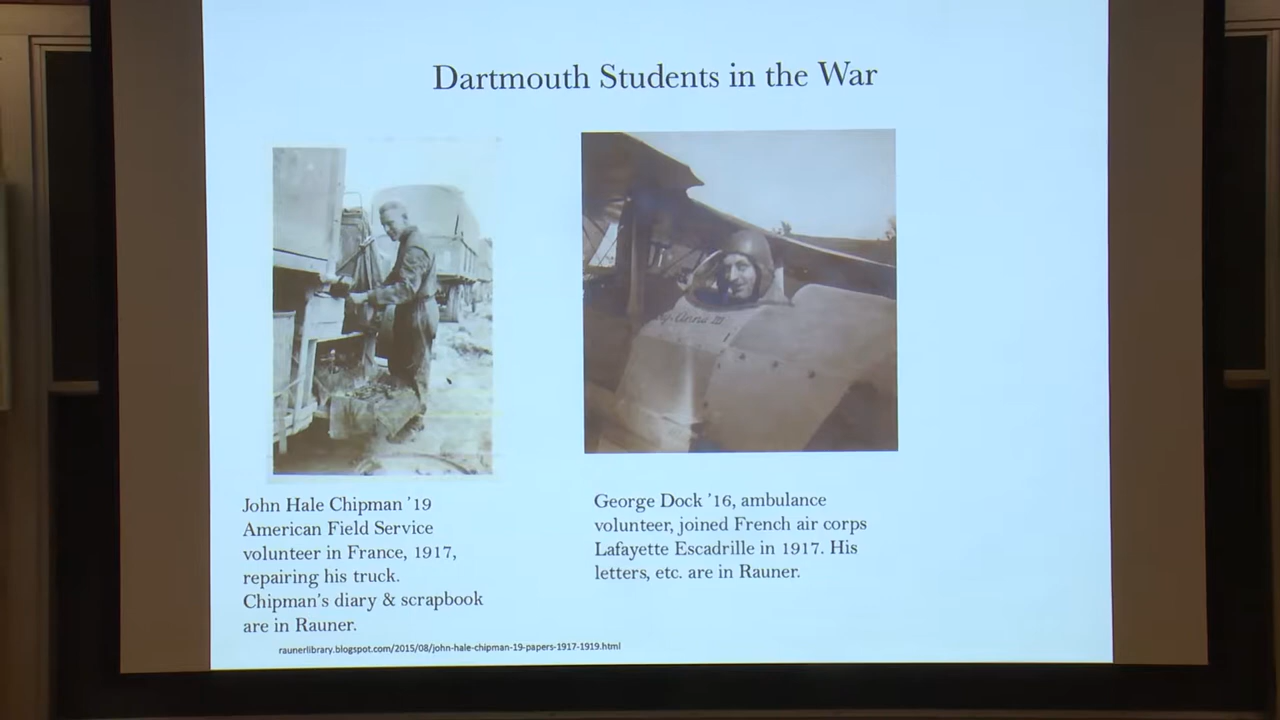 Dartmouth Students in the War
Anna III
John Hale Chipman ’19
American Field Service
volunteer in France, 1917,
repairing his truck.
Chipman’s diary & scrapbook
are in Rauner.
George Dock ’16, ambulance
volunteer, joined French air corps
Lafayette Escadrille in 1917. His
letters, etc. are in Rauner.
raunerlibrary.blogspot.com/2015/08/john-hale-chipman-19-papers-1917-1919.html